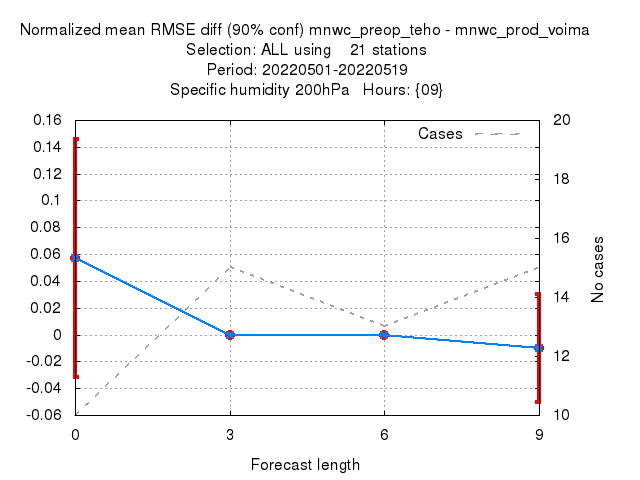 Normalized mean RMSE diff (90% conf) mnwc_preop_teho - mnwc_prod_voima
Selection: ALL using 21 stations
Period: 20220501-20220519
Specific humidity 200hPa Hours: {09}
Cases
0.16
0.14
0.12
0.1
0.08
0.06
0.04
0.02
0
-0.02
-0.04
-0.06
20
18
16
14
12
10
No cases
0 3 6 9
Forecast length